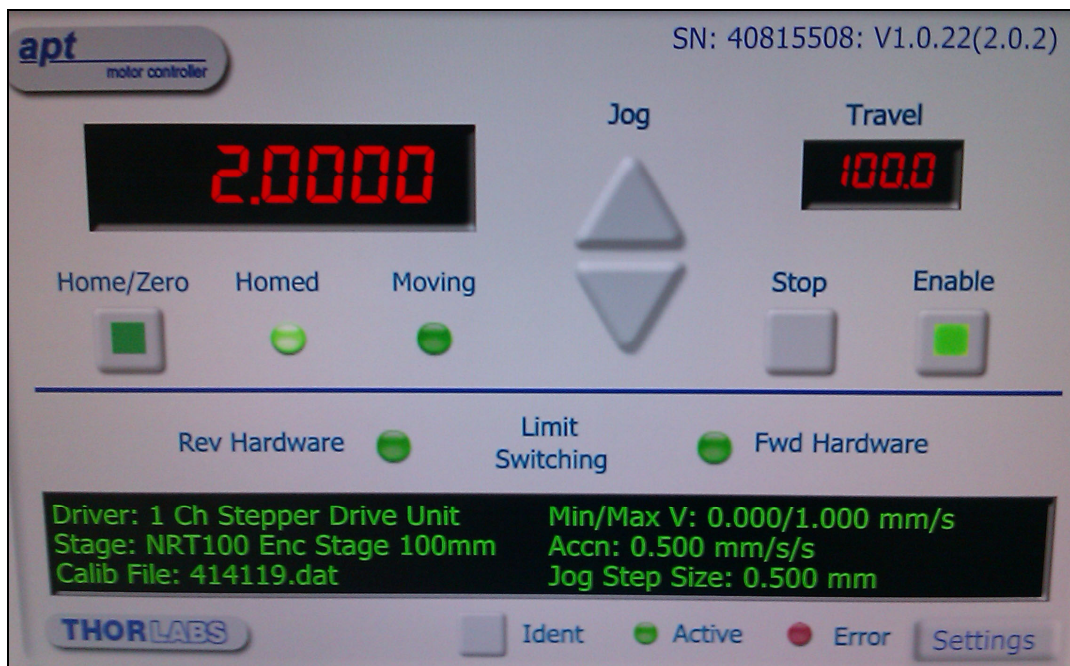 apt
motor controller
SN: 40815508: V1.0.22(2.0.2)
2.0000
Jog
Travel
100.0
Home/Zero
Homed
Moving
Stop
Enable
Rev Hardware
Limit
Switching
Fwd Hardware
Driver: 1 Ch Stepper Drive Unit
Stage: NRT100 Enc Stage 100mm
Calib File: 414119.dat
Min/Max V: 0.000/1.000 mm/s
Accn: 0.500 mm/s/s
Jog Step Size: 0.500 mm
THORLABS
Ident
Active
Error
Settings